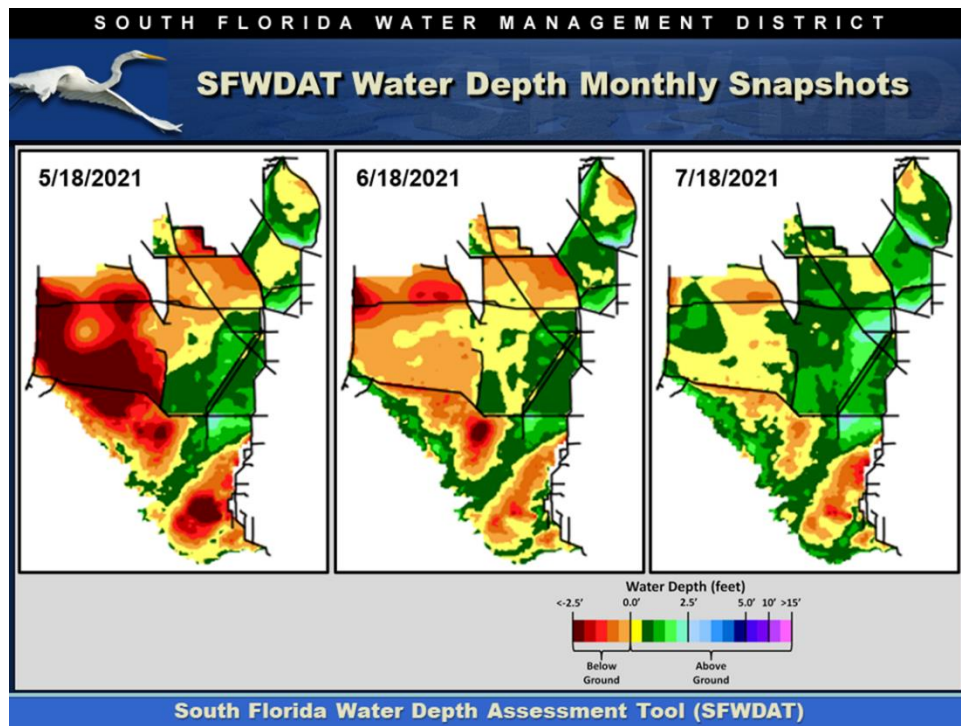 SOUTH FLORIDA WATER MANAGEMENT DISTRICT
SFWDAT Water Depth Monthly Snapshots
SFWMD
5/18/2021
6/18/2021
7/18/2021
Water Depth (feet)
<-2.5' 0.0' 2.5' 5.0' 10' >15'
Below Ground
Above Ground
South Florida Water Depth Assessment Tool (SFWDAT)